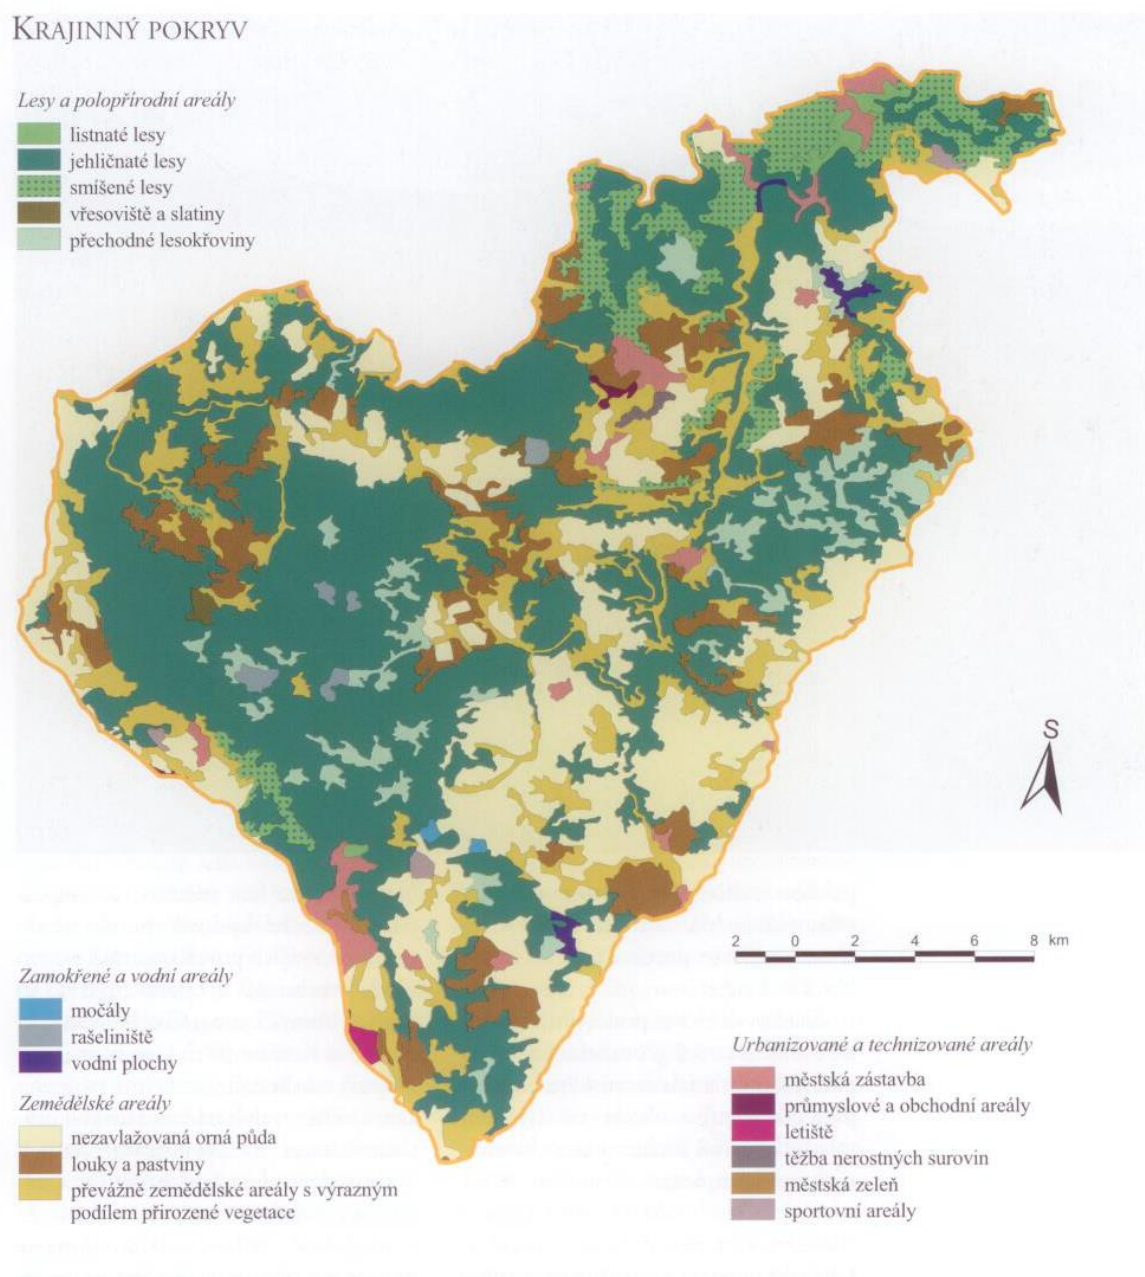 KRAJINNÝ POKRYV
Lesy a polopřírodní areály
listnaté lesy
jehličnaté lesy
smíšené lesy
vřesoviště a slatiny
přechodné lesokřoviny
S
2 0 2 4 6 8 km
Zamokřené a vodní areály
močály
rašeliniště
vodní plochy
Zemědělské areály
nezavlažovaná orná půda
louky a pastviny
převážně zemědělské areály s výrazným
podílem přirozené vegetace
Urbanizované a technizované areály
městská zástavba
průmyslové a obchodní areály
letiště
těžba nerostných surovin
městská zeleň
sportovní areály